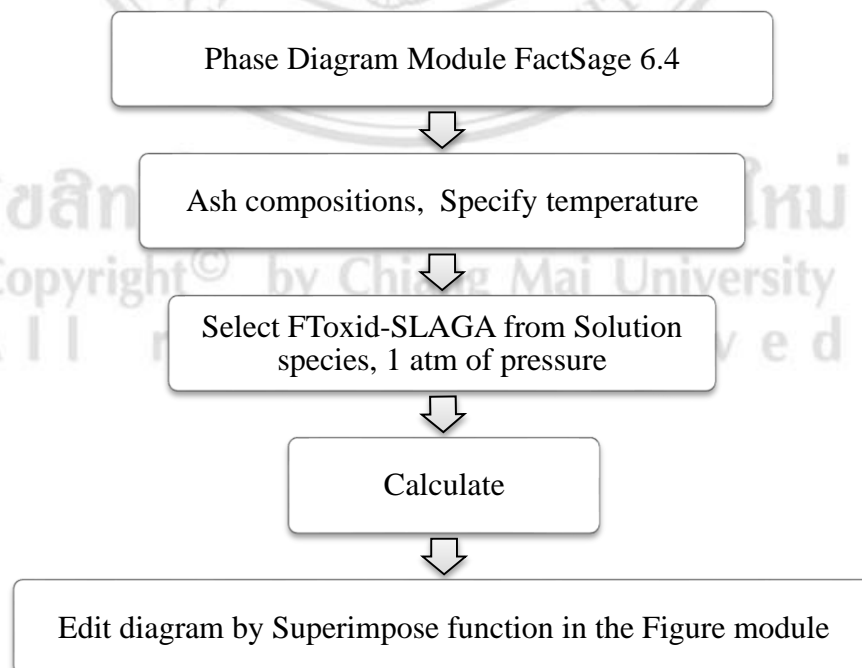 Phase Diagram Module FactSage 6.4
Ash compositions, Specify temperature
Copyright© by Chiang Mai University
Select FToxid-SLAGA from Solution
species, 1 atm of pressure
Calculate
Edit diagram by Superimpose function in the Figure module